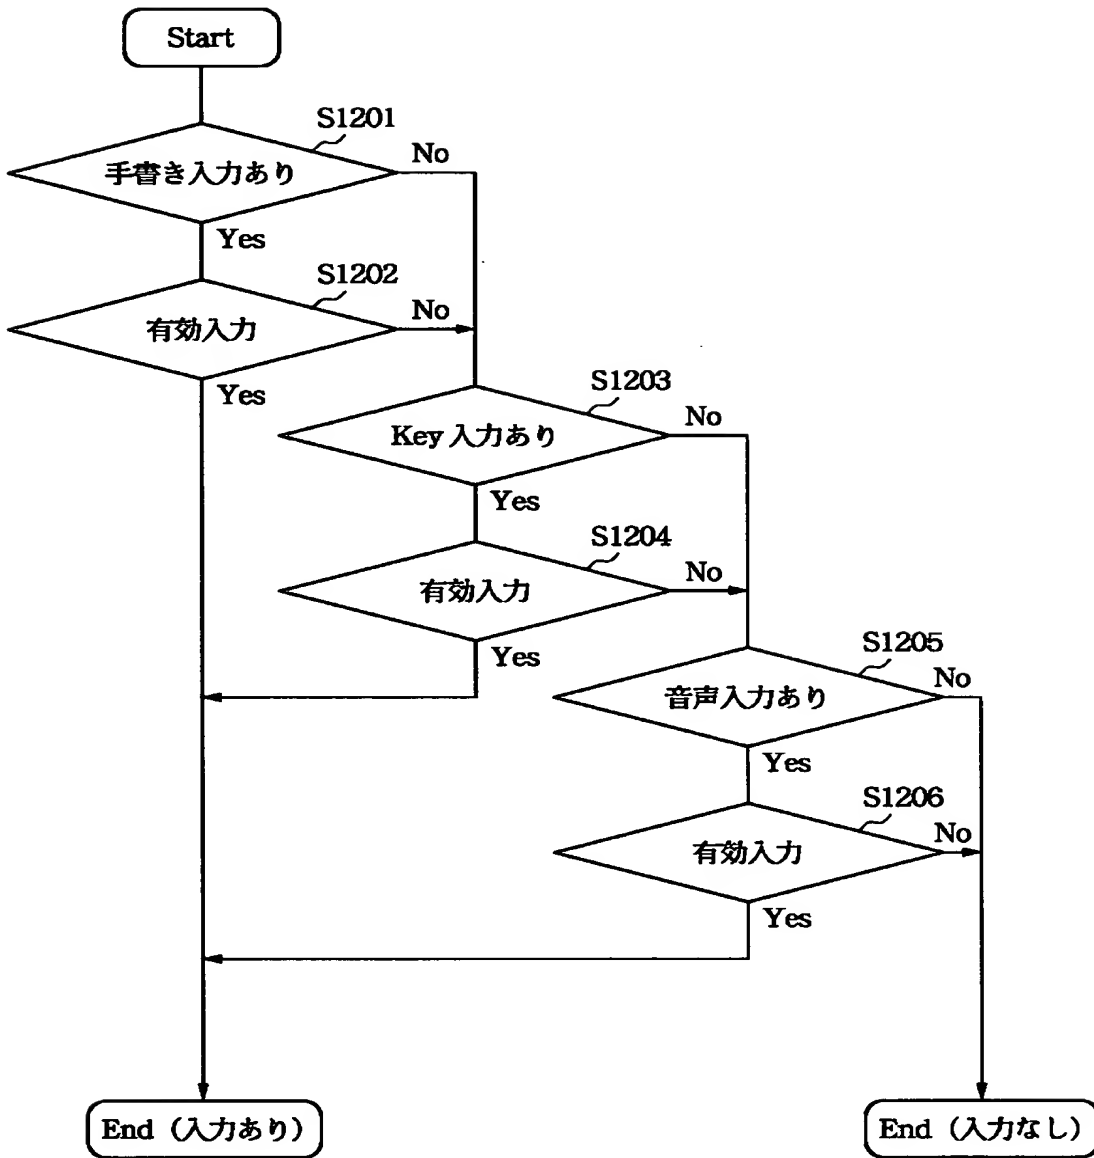 Start
S1201
手書き入力あり
No
Yes
S1202
有効入力
No
Yes
S1203
Key 入力あり
No
Yes
S1204
有効入力
No
Yes
S1205
音声入力あり
No
Yes
S1206
有効入力
No
Yes
End（入力あり）
End（入力なし）